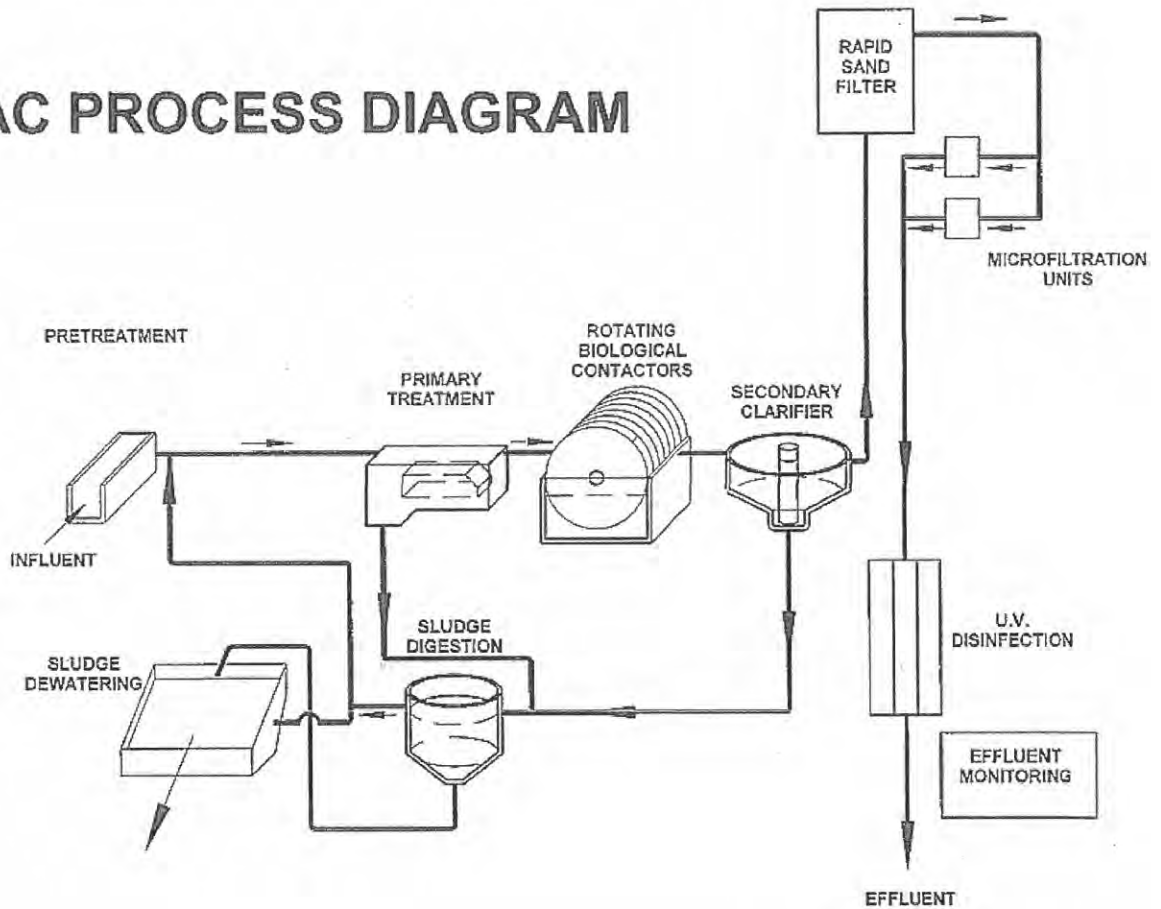 AC PROCESS DIAGRAM
RAPID
SAND
FILTER
MICROFILTRATION
UNITS
PRETREATMENT
PRIMARY
TREATMENT
ROTATING
BIOLOGICAL
CONTACTORS
SECONDARY
CLARIFIER
INFLUENT
SLUDGE
DIGESTION
SLUDGE
DEWATERING
U.V.
DISINFECTION
EFFLUENT
MONITORING
EFFLUENT